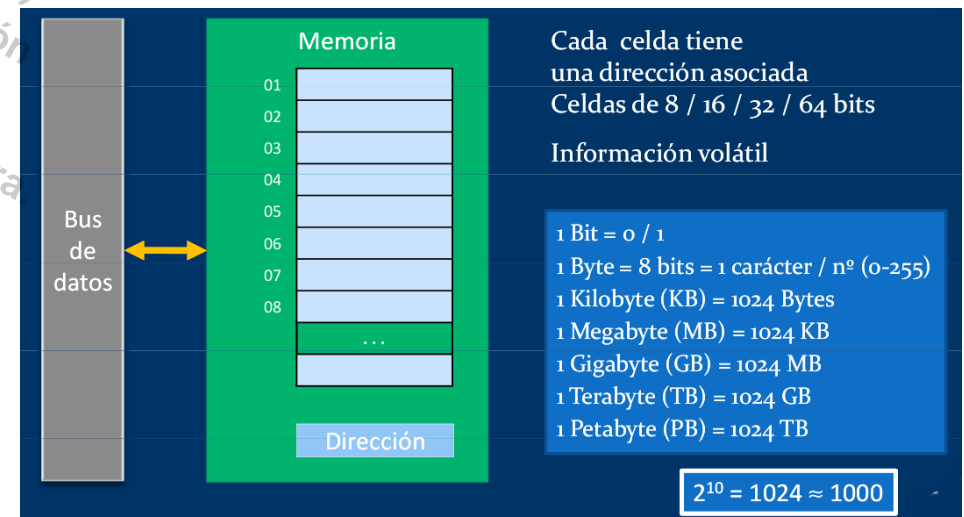 Memoria
01
02
03
04
05
06
07
08
...
Dirección
Bus
de
datos
Cada celda tiene
una dirección asociada
Celdas de 8 / 16 / 32 / 64 bits
Información volátil
1 Bit = 0 / 1
1 Byte = 8 bits = 1 carácter / nº (0-255)
1 Kilobyte (KB) = 1024 Bytes
1 Megabyte (MB) = 1024 KB
1 Gigabyte (GB) = 1024 MB
1 Terabyte (TB) = 1024 GB
1 Petabyte (PB) = 1024 TB
2¹⁰ = 1024 ≈ 1000